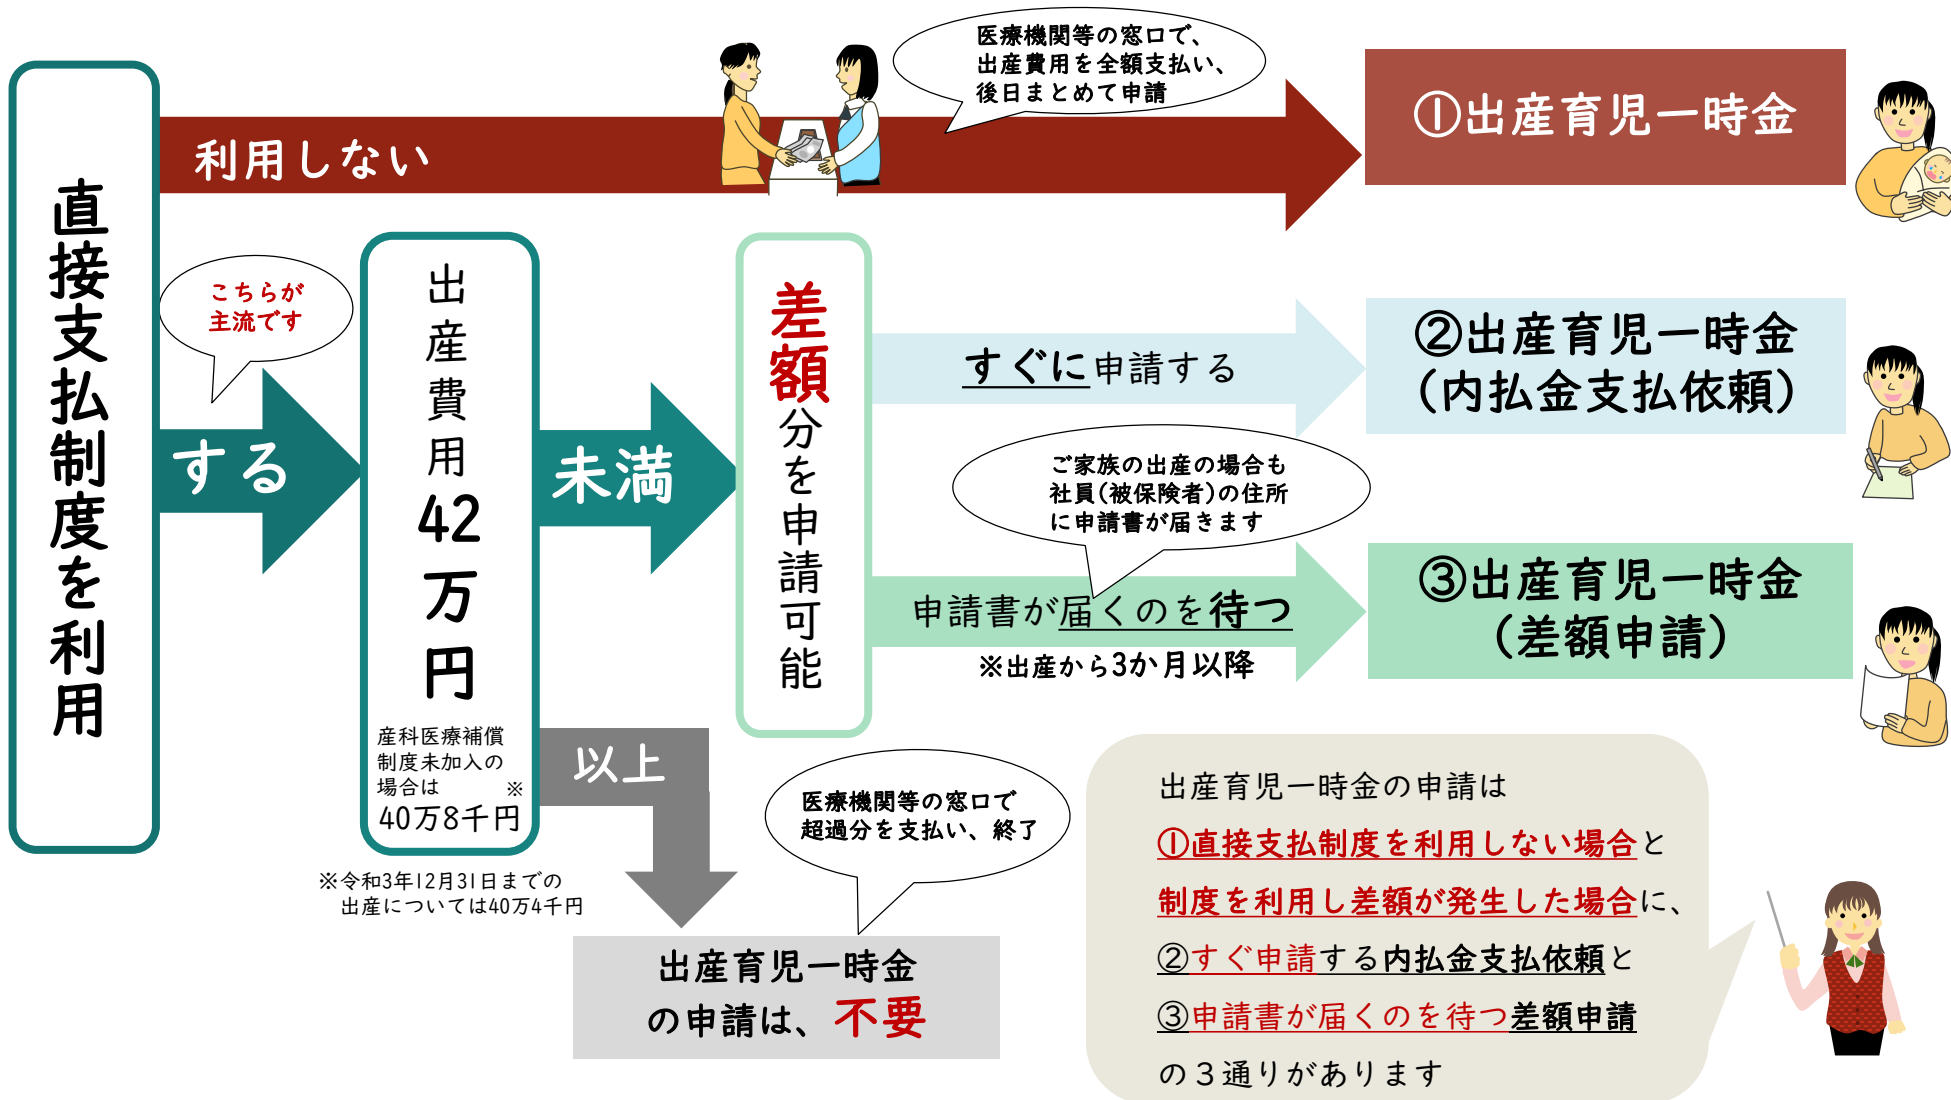 直接支払制度を利用
利用しない
医療機関等の窓口で、
出産費用を全額支払い、
後日まとめて申請
①出産育児一時金
こちらが
主流です
する
出産費用42万円
産科医療補償
制度未加入の
場合は ※
40万8千円
※令和3年12月31日までの
出産については40万4千円
未満
差額分を申請可能
すぐに申請する
②出産育児一時金
（内払金支払依頼）
ご家族の出産の場合も
社員（被保険者）の住所
に申請書が届きます
申請書が届くのを待つ
※出産から3か月以降
③出産育児一時金
（差額申請）
以上
医療機関等の窓口で
超過分を支払い、終了
出産育児一時金
の申請は、不要
出産育児一時金の申請は
①直接支払制度を利用しない場合と
制度を利用し差額が発生した場合に、
②すぐ申請する内払金支払依頼と
③申請書が届くのを待つ差額申請
の３通りがあります